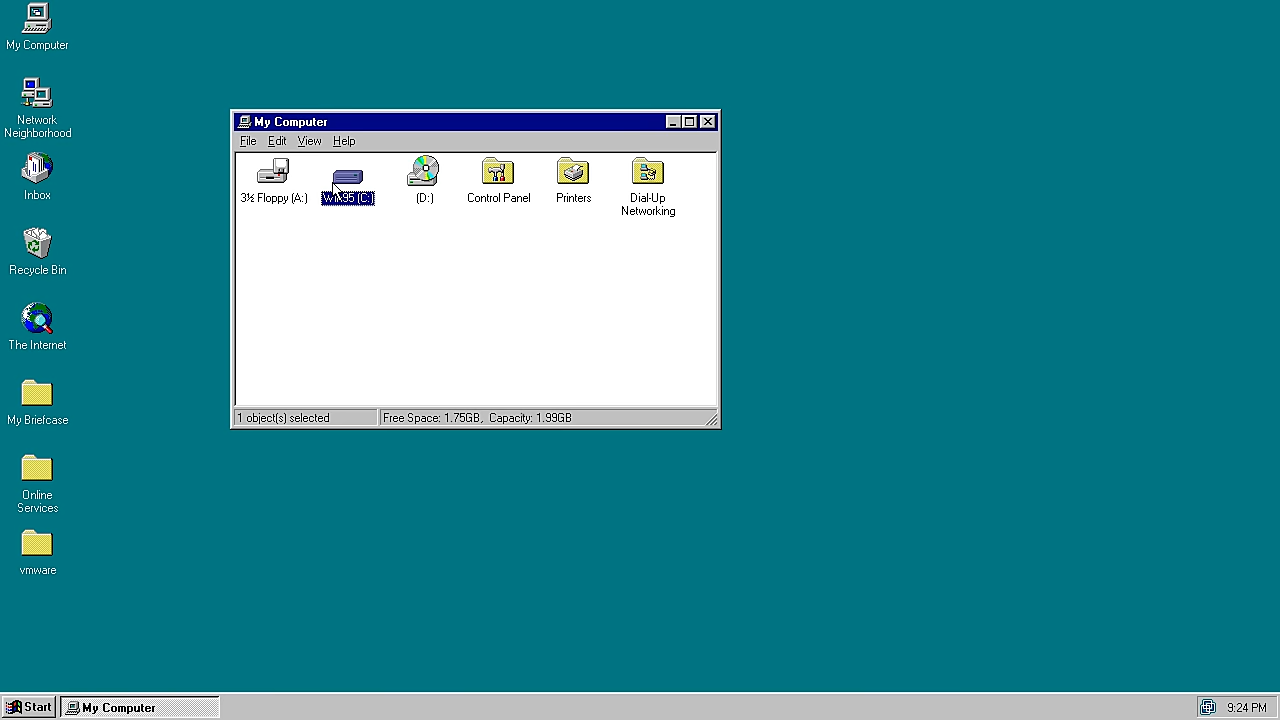 My Computer
Network
Neighborhood
Inbox
Recycle Bin
The Internet
My Briefcase
Online
Services
vmware
My Computer
File Edit View Help
3½ Floppy (A:)
Win95 (C:)
(D:)
Control Panel
Printers
Dial-Up
Networking
1 object(s) selected
Free Space: 1.75GB, Capacity: 1.99GB
Start
My Computer
9:24 PM